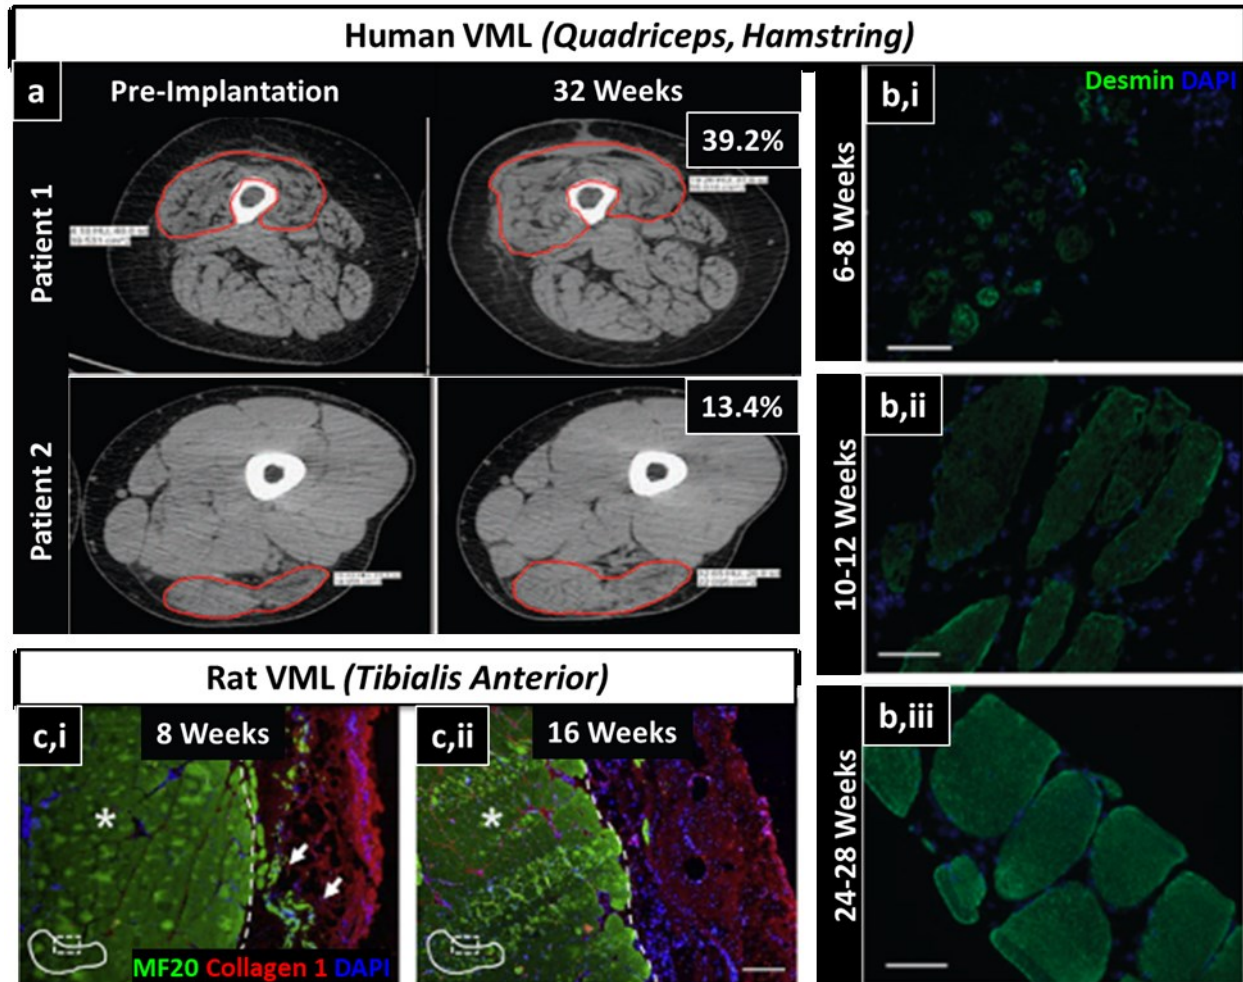 Human VML (Quadriceps, Hamstring)
a
Pre-Implantation
32 Weeks
39.2%
Patient 1
13.4%
Patient 2
b,i
Desmin DAPI
6-8 Weeks
b,ii
10-12 Weeks
b,iii
24-28 Weeks
Rat VML (Tibialis Anterior)
c,i
8 Weeks
c,ii
16 Weeks
*
*
MF20 Collagen 1 DAPI